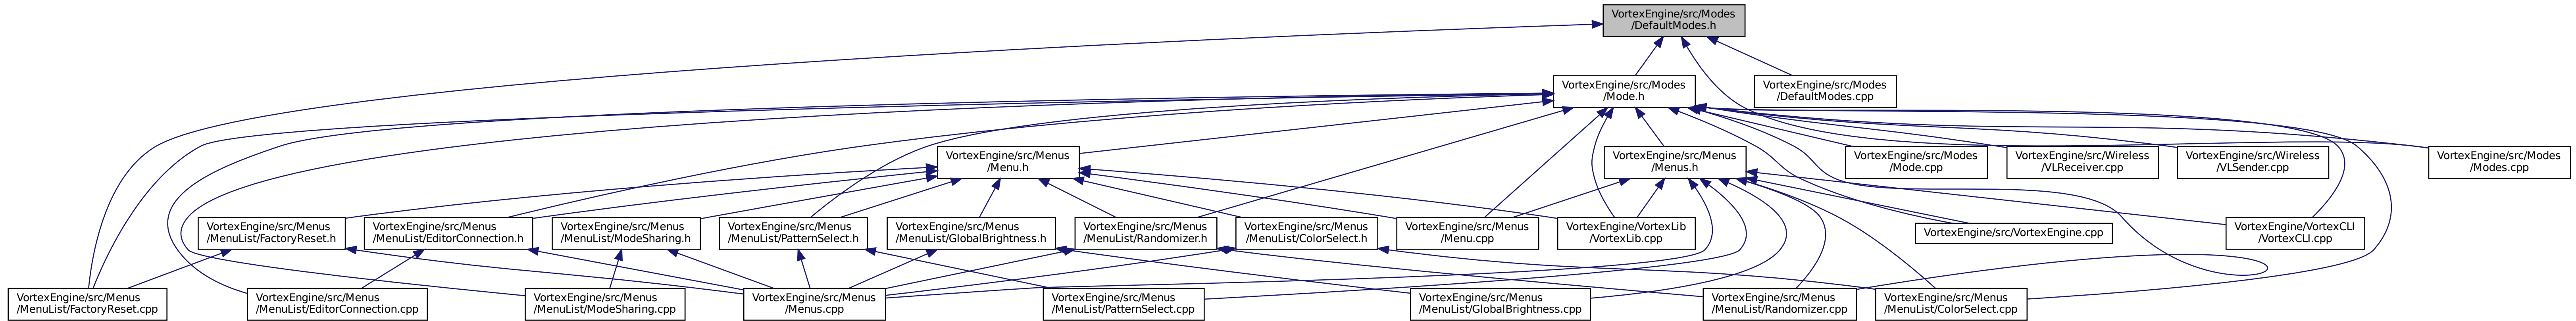 VortexEngine/src/Modes
/DefaultModes.h
VortexEngine/src/Modes
/Mode.h
VortexEngine/src/Modes
/DefaultModes.cpp
VortexEngine/src/Menus
/Menu.h
VortexEngine/src/Menus
/Menus.h
VortexEngine/src/Modes
/Mode.cpp
VortexEngine/src/Wireless
/VLReceiver.cpp
VortexEngine/src/Wireless
/VLSender.cpp
VortexEngine/src/Modes
/Modes.cpp
VortexEngine/src/Menus
/MenuList/FactoryReset.h
VortexEngine/src/Menus
/MenuList/EditorConnection.h
VortexEngine/src/Menus
/MenuList/ModeSharing.h
VortexEngine/src/Menus
/MenuList/PatternSelect.h
VortexEngine/src/Menus
/MenuList/GlobalBrightness.h
VortexEngine/src/Menus
/MenuList/Randomizer.h
VortexEngine/src/Menus
/MenuList/ColorSelect.h
VortexEngine/src/Menus
/Menu.cpp
VortexEngine/VortexLib
/VortexLib.cpp
VortexEngine/src/VortexEngine.cpp
VortexEngine/VortexCLI
/VortexCLI.cpp
VortexEngine/src/Menus
/MenuList/FactoryReset.cpp
VortexEngine/src/Menus
/MenuList/EditorConnection.cpp
VortexEngine/src/Menus
/MenuList/ModeSharing.cpp
VortexEngine/src/Menus
/Menus.cpp
VortexEngine/src/Menus
/MenuList/PatternSelect.cpp
VortexEngine/src/Menus
/MenuList/GlobalBrightness.cpp
VortexEngine/src/Menus
/MenuList/Randomizer.cpp
VortexEngine/src/Menus
/MenuList/ColorSelect.cpp